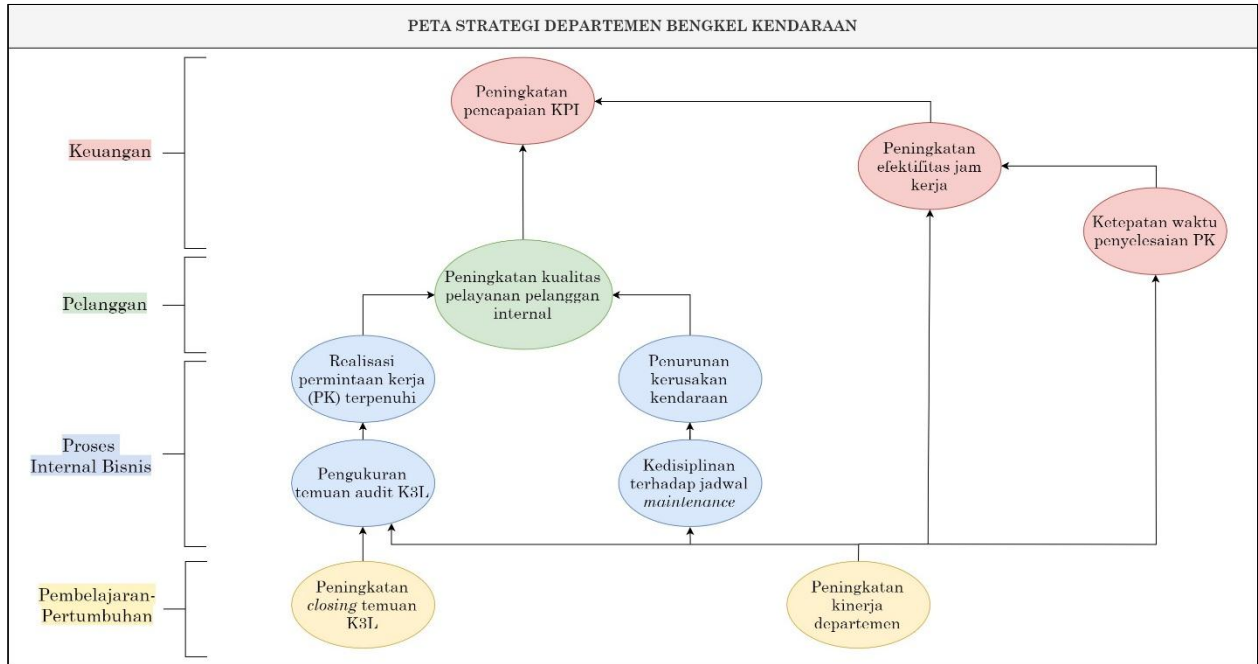 PETA STRATEGI DEPARTEMEN BENGKEL KENDARAAN
Keuangan
Peningkatan
pencapaian KPI
Peningkatan
efektifitas jam
kerja
Ketepatan waktu
penyelesaian PK
Pelanggan
Peningkatan kualitas
pelayanan pelanggan
internal
Proses
Internal Bisnis
Realisasi
permintaan kerja
(PK) terpenuhi
Penurunan
kerusakan
kendaraan
Pengukuran
temuan audit K3L
Kedisiplinan
terhadap jadwal
maintenance
Pembelajaran-
Pertumbuhan
Peningkatan
closing temuan
K3L
Peningkatan
kinerja
departemen